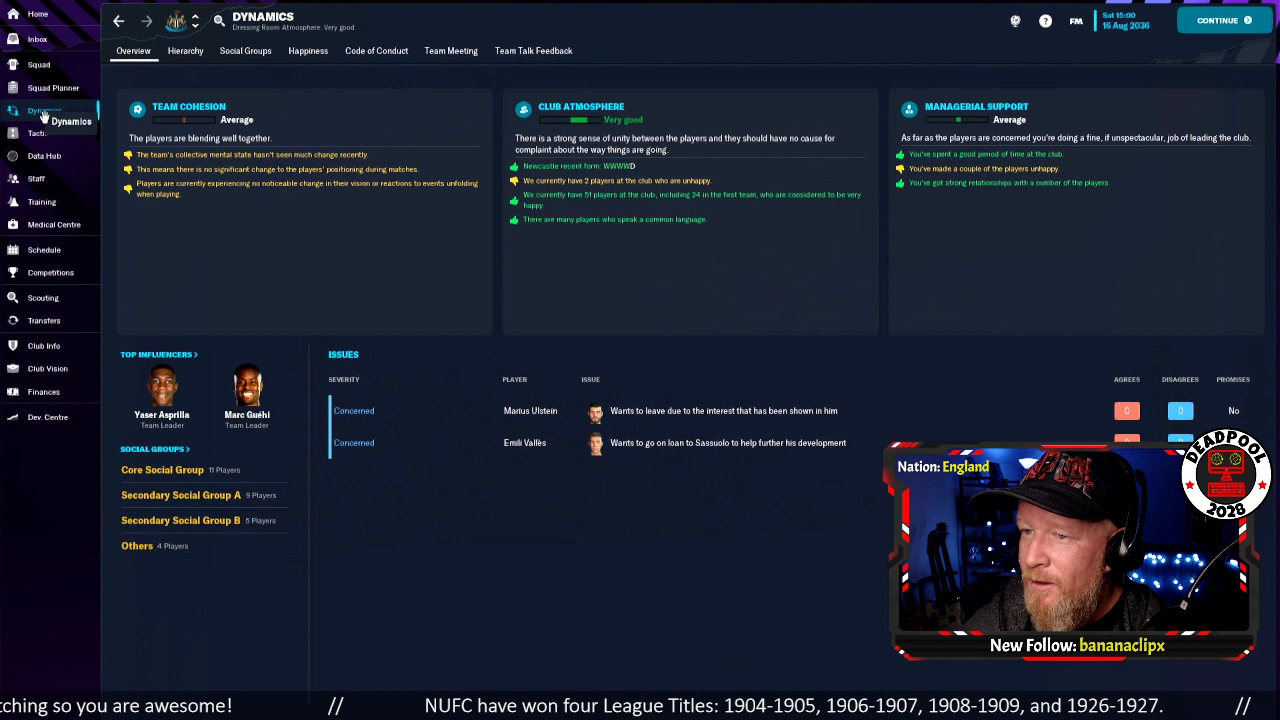 Home
Inbox
Squad
Squad Planner
Dynamics
Dynamics
Tacti
Data Hub
Staff
Training
Medical Centre
Schedule
Competitions
Scouting
Transfers
Club Info
Club Vision
Finances
Dev. Centre
DYNAMICS
Dressing Room Atmosphere: Very good
FM
Sat 15:00
16 Aug 2036
CONTINUE
Overview
Hierarchy
Social Groups
Happiness
Code of Conduct
Team Meeting
Team Talk Feedback
TEAM COHESION
Average
The players are blending well together.
The team's collective mental state hasn't seen much change recently.
This means there is no significant change to the players' positioning during matches.
Players are currently experiencing no noticeable change in their vision or reactions to events unfolding
when playing.
CLUB ATMOSPHERE
Very good
There is a strong sense of unity between the players and they should have no cause for
complaint about the way things are going.
Newcastle recent form: WWWWD
We currently have 2 players at the club who are unhappy.
We currently have 51 players at the club, including 24 in the first team, who are considered to be very
happy.
There are many players who speak a common language.
MANAGERIAL SUPPORT
Average
As far as the players are concerned you're doing a fine, if unspectacular, job of leading the club.
You've spent a good period of time at the club.
You've made a couple of the players unhappy.
You've got strong relationships with a number of the players.
TOP INFLUENCERS >
Yaser Asprilla
Team Leader
Marc Guéhi
Team Leader
SOCIAL GROUPS >
Core Social Group 11 Players
Secondary Social Group A 9 Players
Secondary Social Group B 5 Players
Others 4 Players
ISSUES
SEVERITY PLAYER ISSUE AGREES DISAGREES PROMISES
Concerned Marius Ulstein Wants to leave due to the interest that has been shown in him 0 0 No
Concerned Emili Vallès Wants to go on loan to Sassuolo to help further his development
Nation: England
DEADPOOL
2028
New Follow: bananaclipx
tching so you are awesome! // NUFC have won four League Titles: 1904-1905, 1906-1907, 1908-1909, and 1926-1927. //